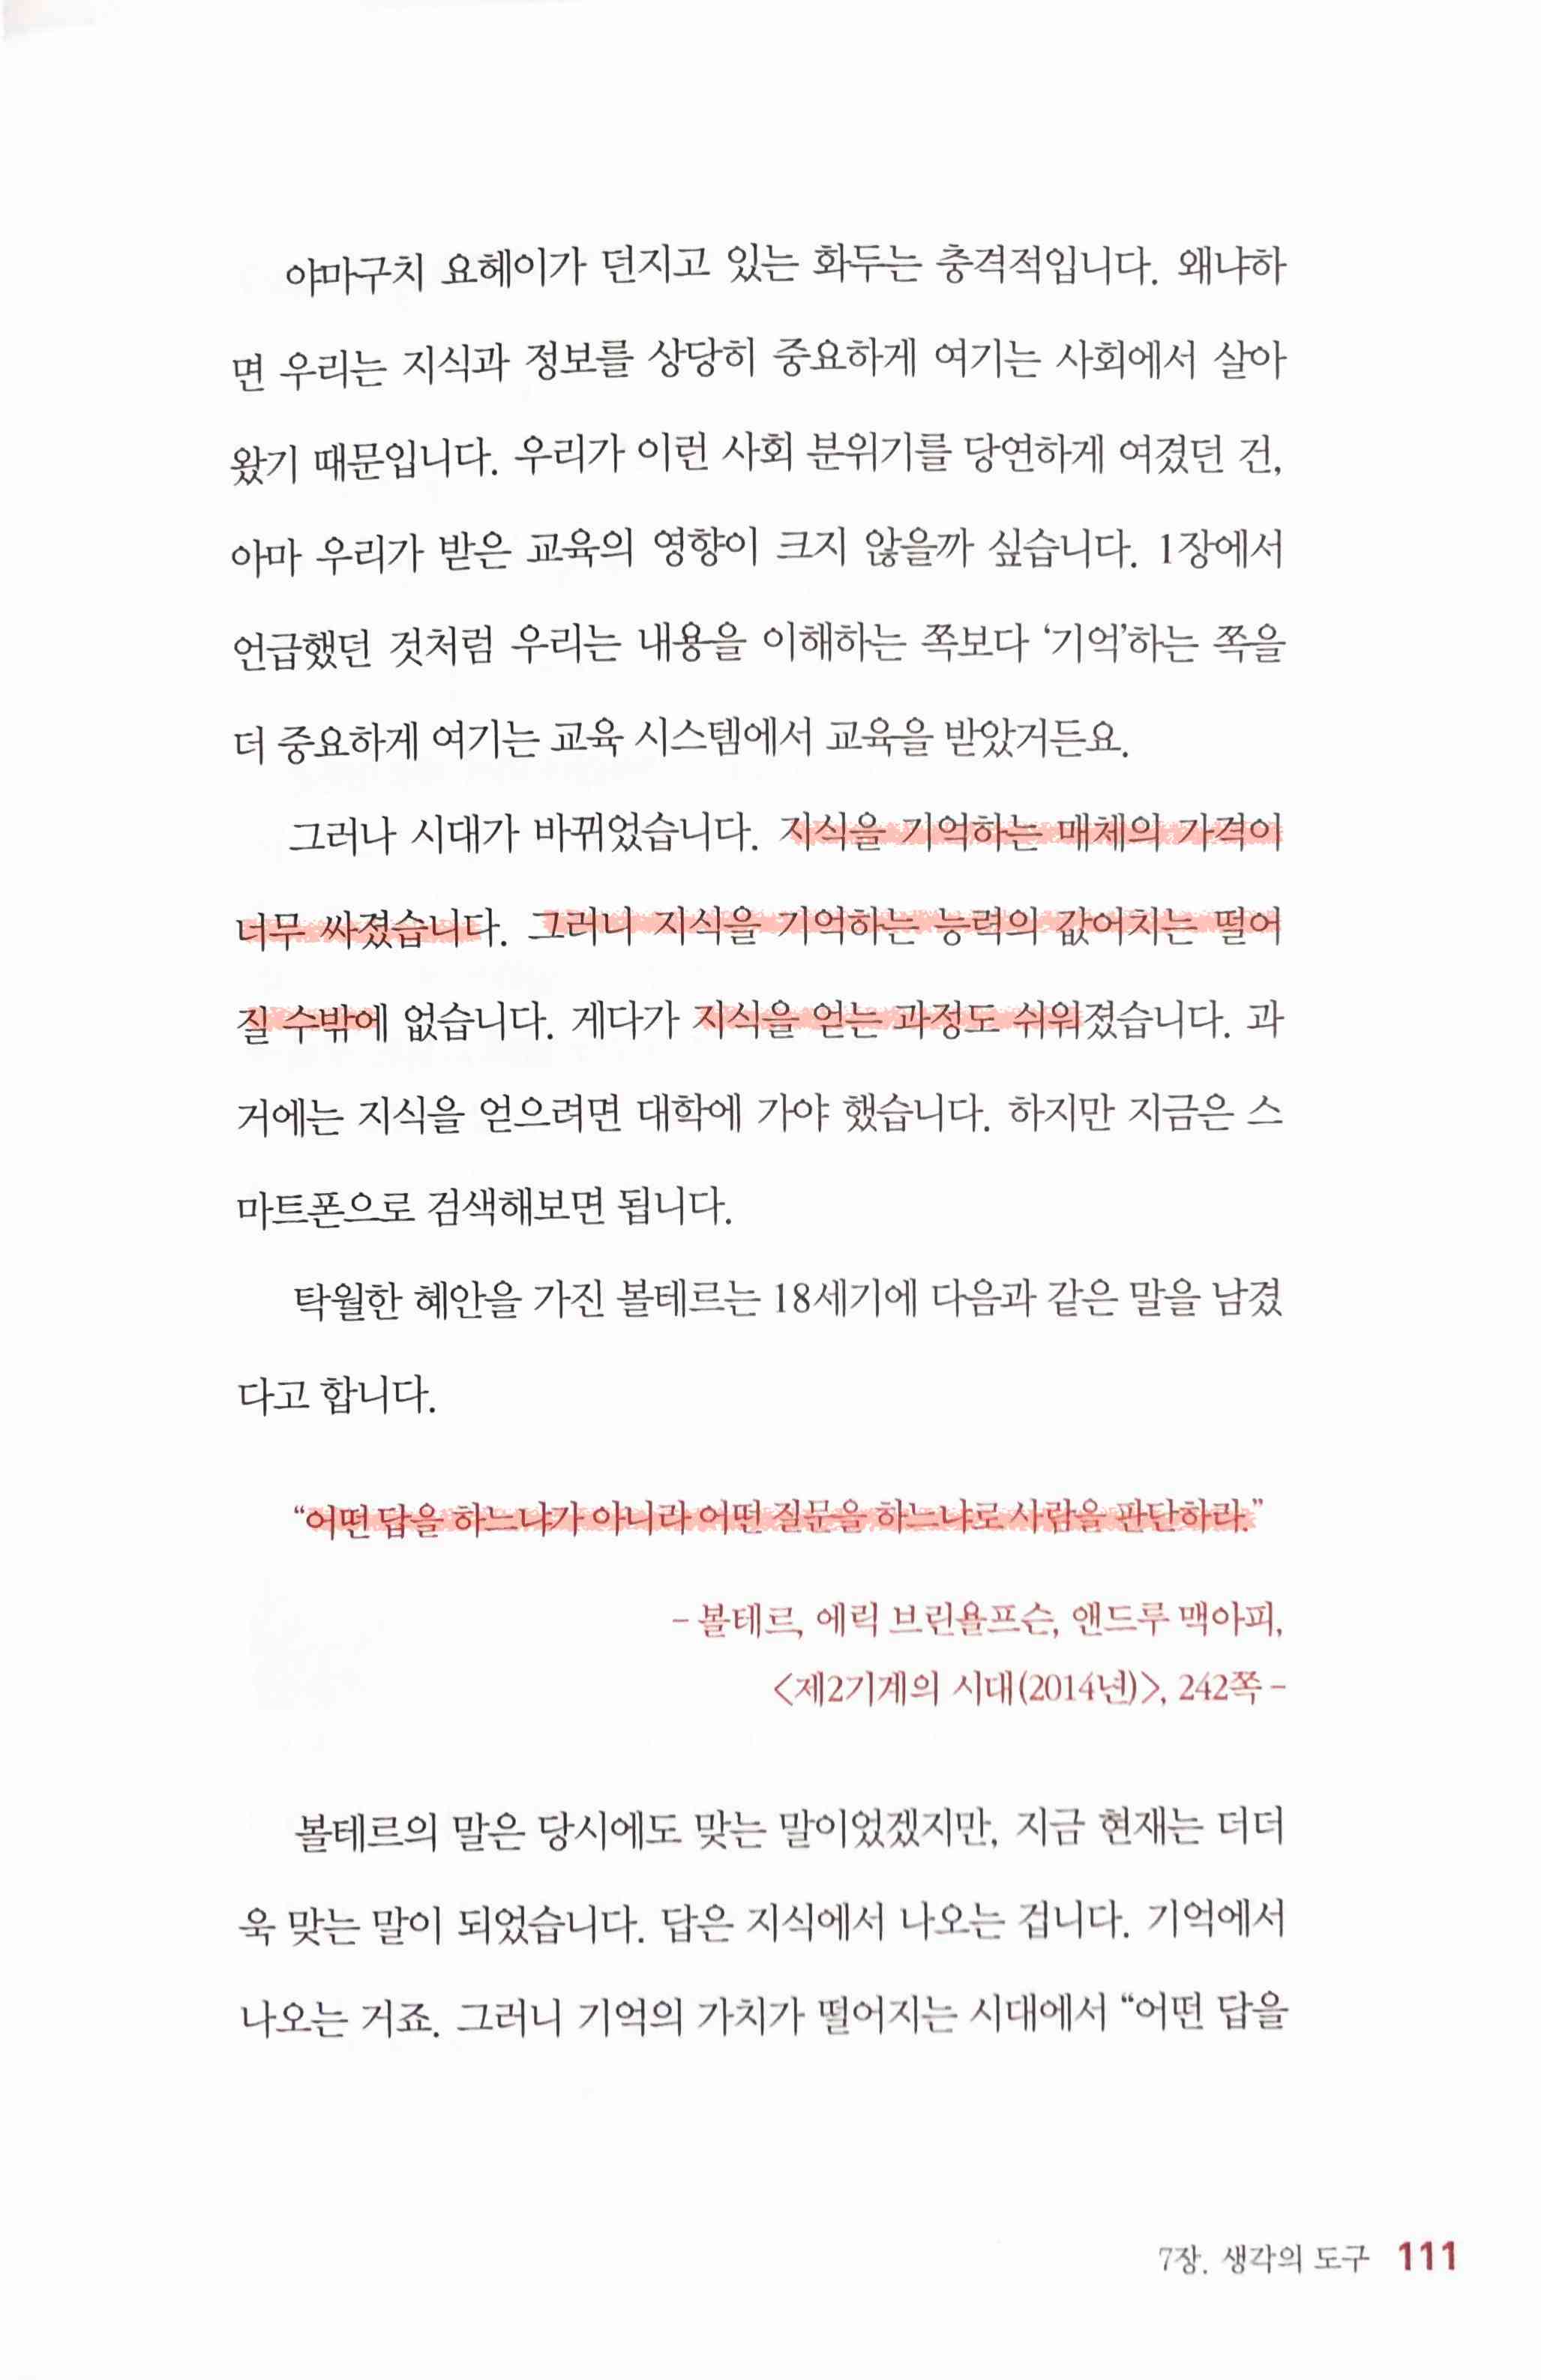 야마구치 요헤이가 던지고 있는 화두는 충격적입니다. 왜냐하
면 우리는 지식과 정보를 상당히 중요하게 여기는 사회에서 살아
왔기 때문입니다. 우리가 이런 사회 분위기를 당연하게 여겼던 건,
아마 우리가 받은 교육의 영향이 크지 않을까 싶습니다. 1장에서
언급했던 것처럼 우리는 내용을 이해하는 쪽보다 ‘기억’하는 쪽을
더 중요하게 여기는 교육 시스템에서 교육을 받았거든요.
그러나 시대가 바뀌었습니다. 지식을 기억하는 매체의 가격이
너무 싸졌습니다. 그러니 지식을 기억하는 능력의 값어치는 떨어
질 수밖에 없습니다. 게다가 지식을 얻는 과정도 쉬워졌습니다. 과
거에는 지식을 얻으려면 대학에 가야 했습니다. 하지만 지금은 스
마트폰으로 검색해보면 됩니다.
탁월한 혜안을 가진 볼테르는 18세기에 다음과 같은 말을 남겼
다고 합니다.
“어떤 답을 하느냐가 아니라 어떤 질문을 하느냐로 사람을 판단하라.”
- 볼테르, 에릭 브린욜프슨, 앤드루 맥아피,
<제2기계의 시대(2014년)>, 242쪽 -
볼테르의 말은 당시에도 맞는 말이었겠지만, 지금 현재는 더더
욱 맞는 말이 되었습니다. 답은 지식에서 나오는 겁니다. 기억에서
나오는 거죠. 그러니 기억의 가치가 떨어지는 시대에서 “어떤 답을
7장. 생각의 도구 111